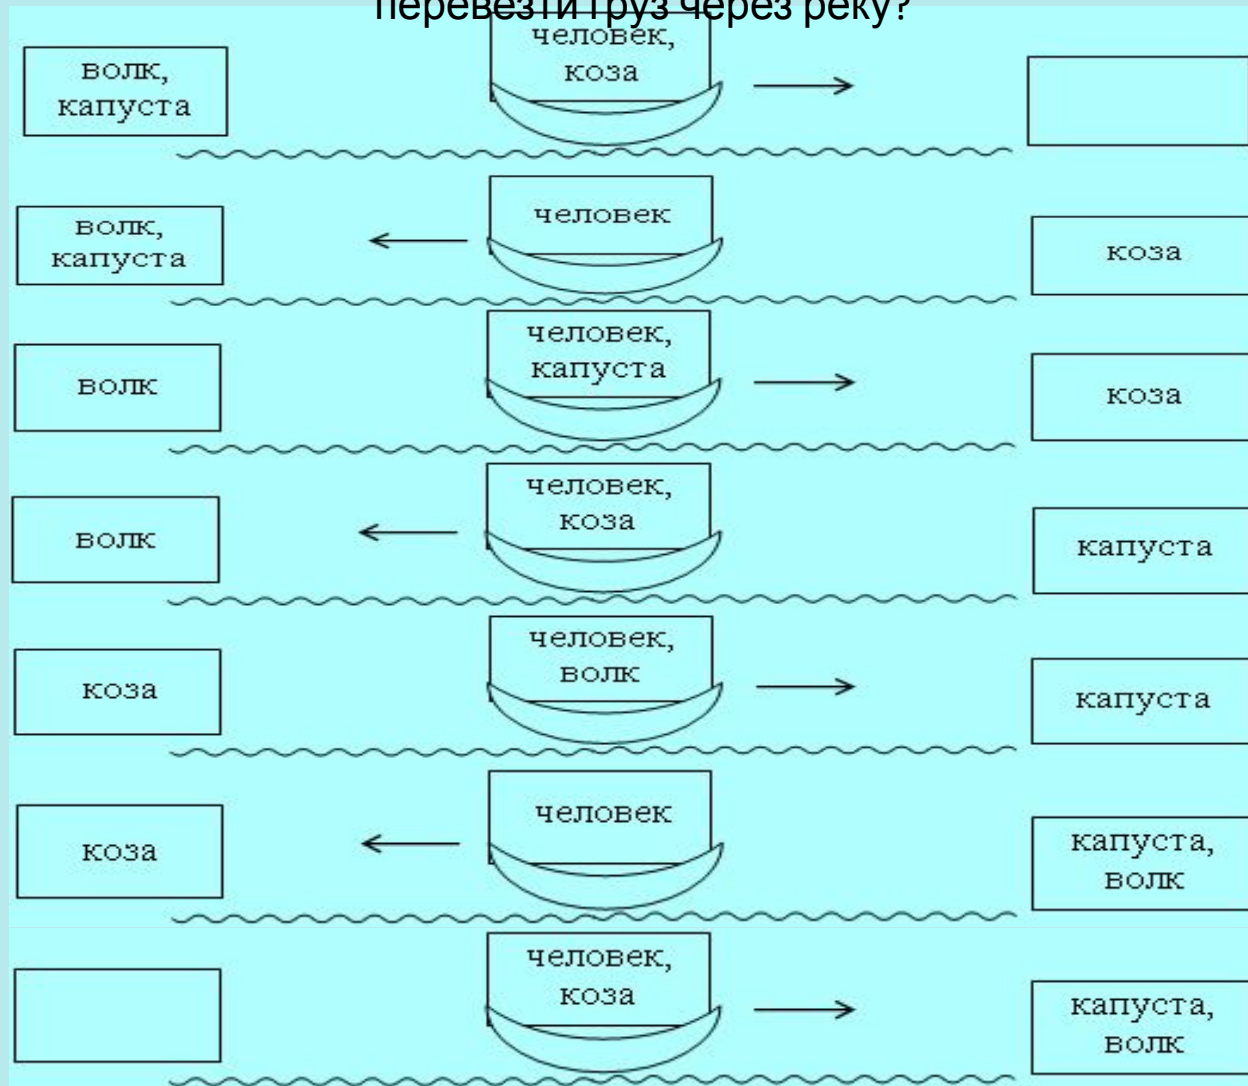 перевезти груз через реку?
волк,
капуста
человек,
коза
волк,
капуста
человек
коза
волк
человек,
капуста
коза
волк
человек,
коза
капуста
коза
человек,
волк
капуста
коза
человек
капуста,
волк
человек,
коза
капуста,
волк